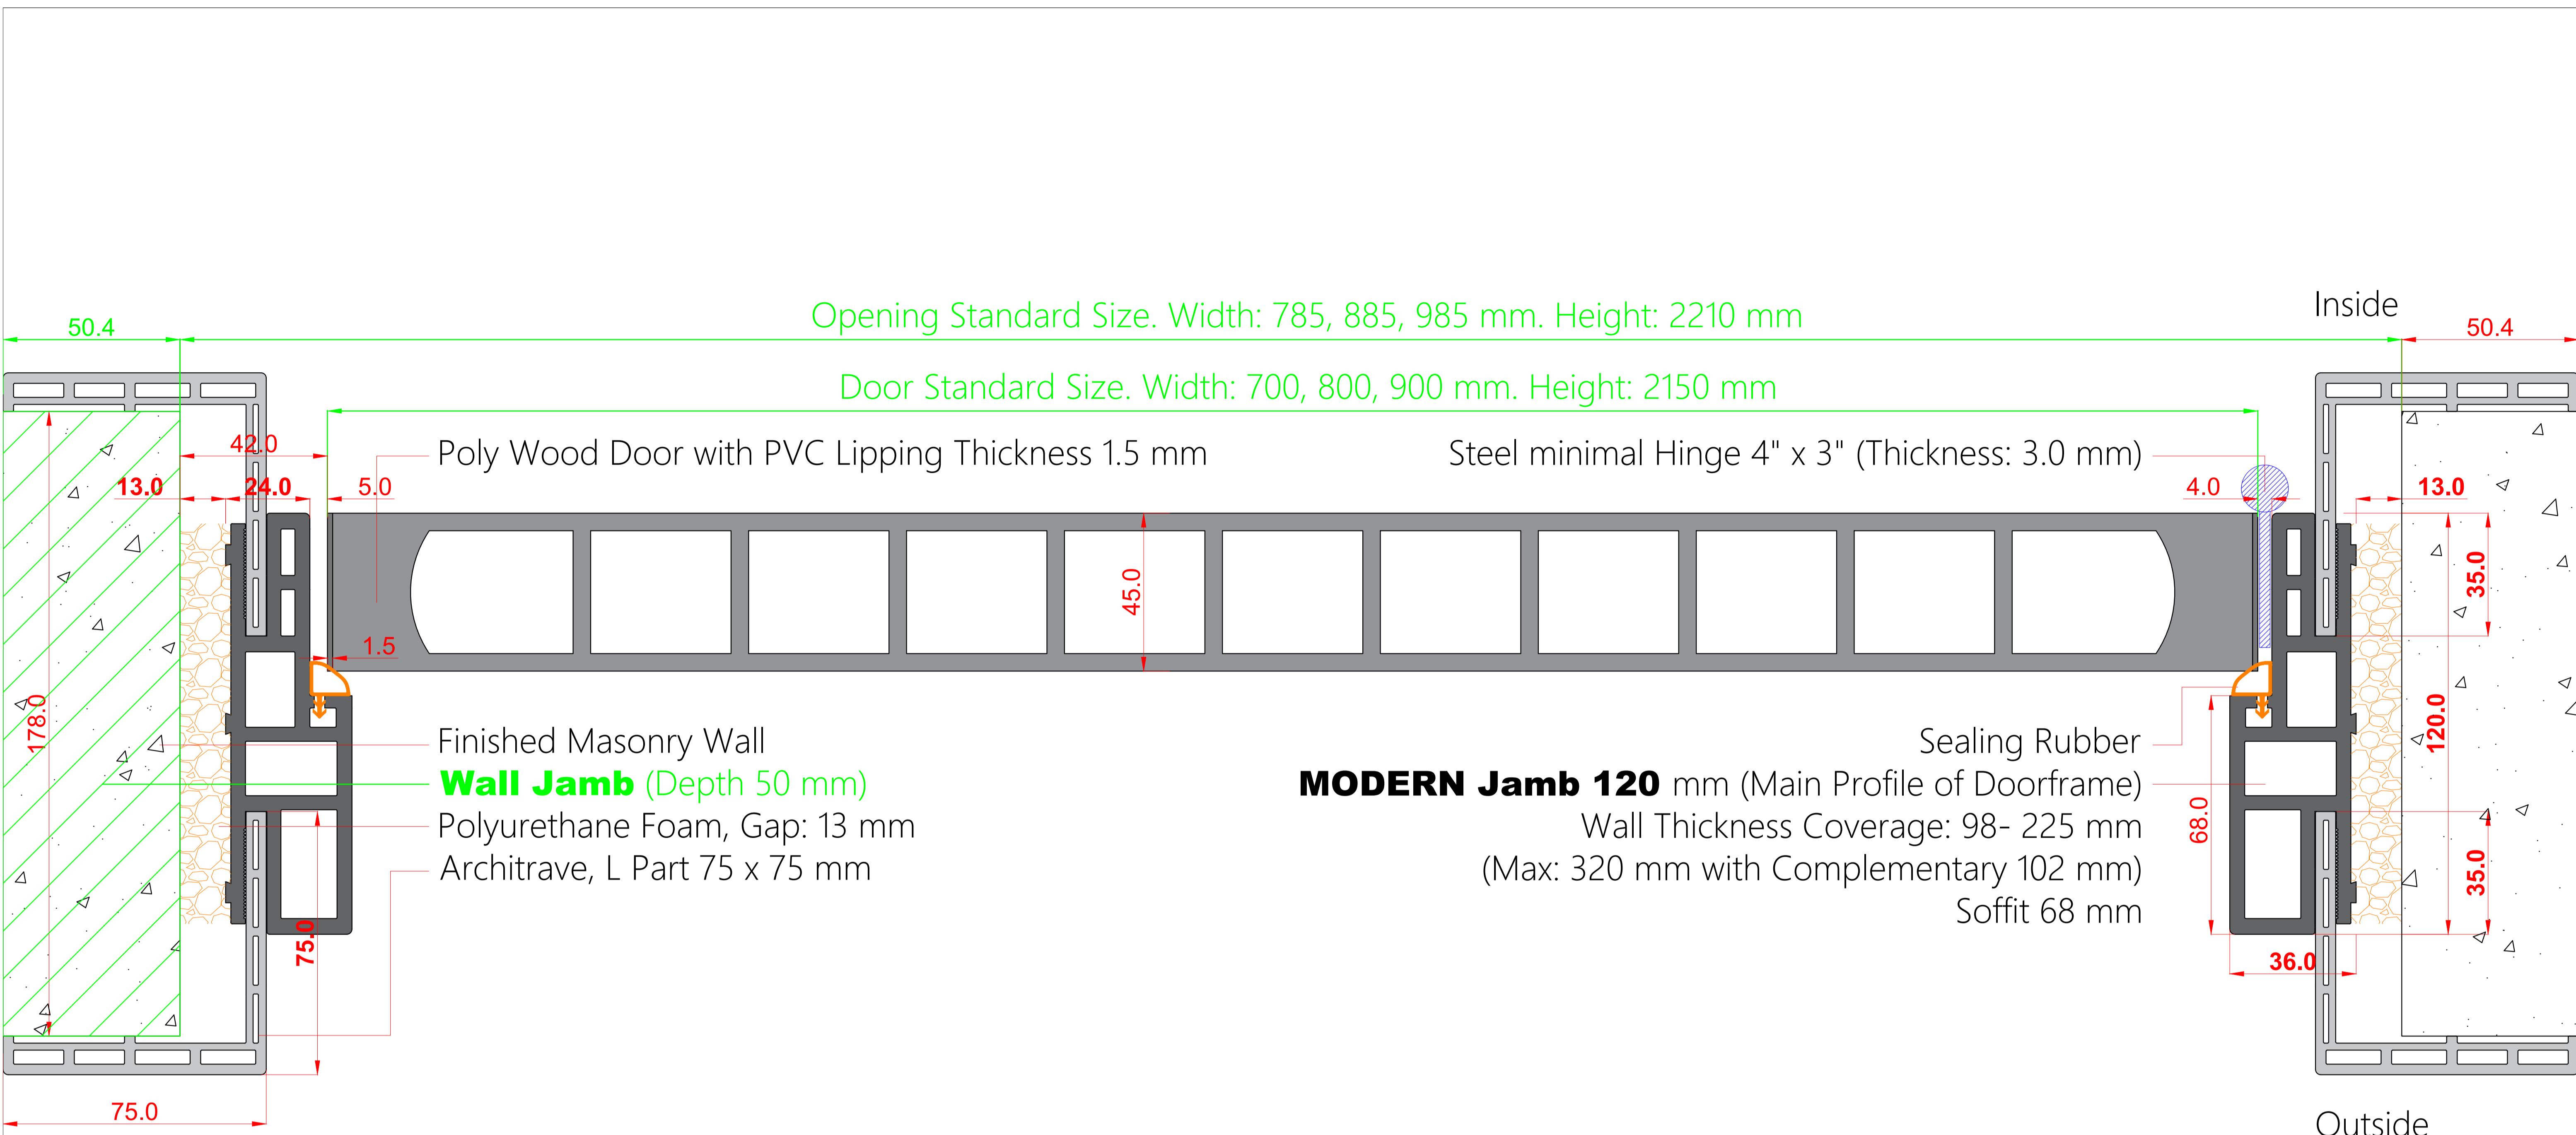 Opening Standard Size. Width: 785, 885, 985 mm. Height: 2210 mm
Inside
50.4
50.4
Door Standard Size. Width: 700, 800, 900 mm. Height: 2150 mm
42.0
Poly Wood Door with PVC Lipping Thickness 1.5 mm
Steel minimal Hinge 4" x 3" (Thickness: 3.0 mm)
13.0
24.0
5.0
4.0
13.0
45.0
35.0
1.5
178.0
120.0
Finished Masonry Wall
Wall Jamb (Depth 50 mm)
Polyurethane Foam, Gap: 13 mm
Architrave, L Part 75 x 75 mm
Sealing Rubber
MODERN Jamb 120 mm (Main Profile of Doorframe)
Wall Thickness Coverage: 98- 225 mm
(Max: 320 mm with Complementary 102 mm)
Soffit 68 mm
68.0
35.0
75.0
36.0
75.0
Outside